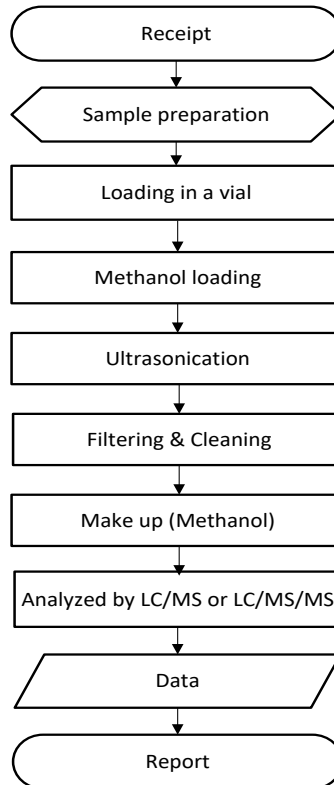 Receipt
Sample preparation
Loading in a vial
Methanol loading
Ultrasonication
Filtering & Cleaning
Make up (Methanol)
Analyzed by LC/MS or LC/MS/MS
Data
Report